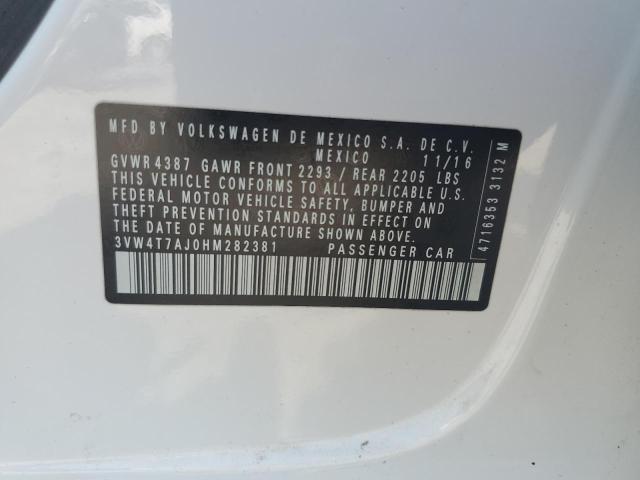 MFD BY VOLKSWAGEN DE MEXICO S.A. DE C.V.
MEXICO 11/16
GVWR 4387 GAWR FRONT 2293 / REAR 2205 LBS
THIS VEHICLE CONFORMS TO ALL APPLICABLE U.S.
FEDERAL MOTOR VEHICLE SAFETY, BUMPER AND
THEFT PREVENTION STANDARDS IN EFFECT ON
THE DATE OF MANUFACTURE SHOWN ABOVE.
3VW4T7AJ0HM282381 PASSENGER CAR
4716353 3132 M